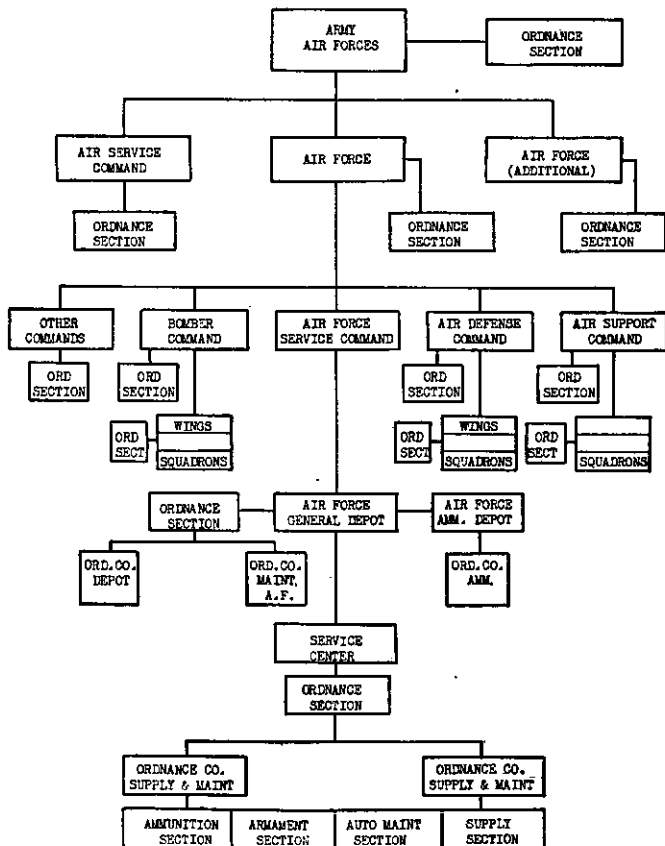 ARMY
AIR FORCES
ORDNANCE
SECTION
AIR SERVICE
COMMAND
AIR FORCE
AIR FORCE
(ADDITIONAL)
ORDNANCE
SECTION
ORDNANCE
SECTION
ORDNANCE
SECTION
OTHER
COMMANDS
BOMBER
COMMAND
AIR FORCE
SERVICE COMMAND
AIR DEFENSE
COMMAND
AIR SUPPORT
COMMAND
ORD
SECTION
ORD
SECTION
ORD
SECTION
ORD
SECTION
ORD
SECT
WINGS
SQUADRONS
ORD
SECT
WINGS
SQUADRONS
ORD
SECT
SQUADRONS
ORDNANCE
SECTION
AIR FORCE
GENERAL DEPOT
AIR FORCE
AMM. DEPOT
ORD.CO.
DEPOT
ORD.CO.
MAINT.
A.F.
ORD.CO.
AMM.
SERVICE
CENTER
ORDNANCE
SECTION
ORDNANCE CO.
SUPPLY & MAINT
ORDNANCE CO.
SUPPLY & MAINT
AMMUNITION
SECTION
ARMAMENT
SECTION
AUTO MAINT
SECTION
SUPPLY
SECTION